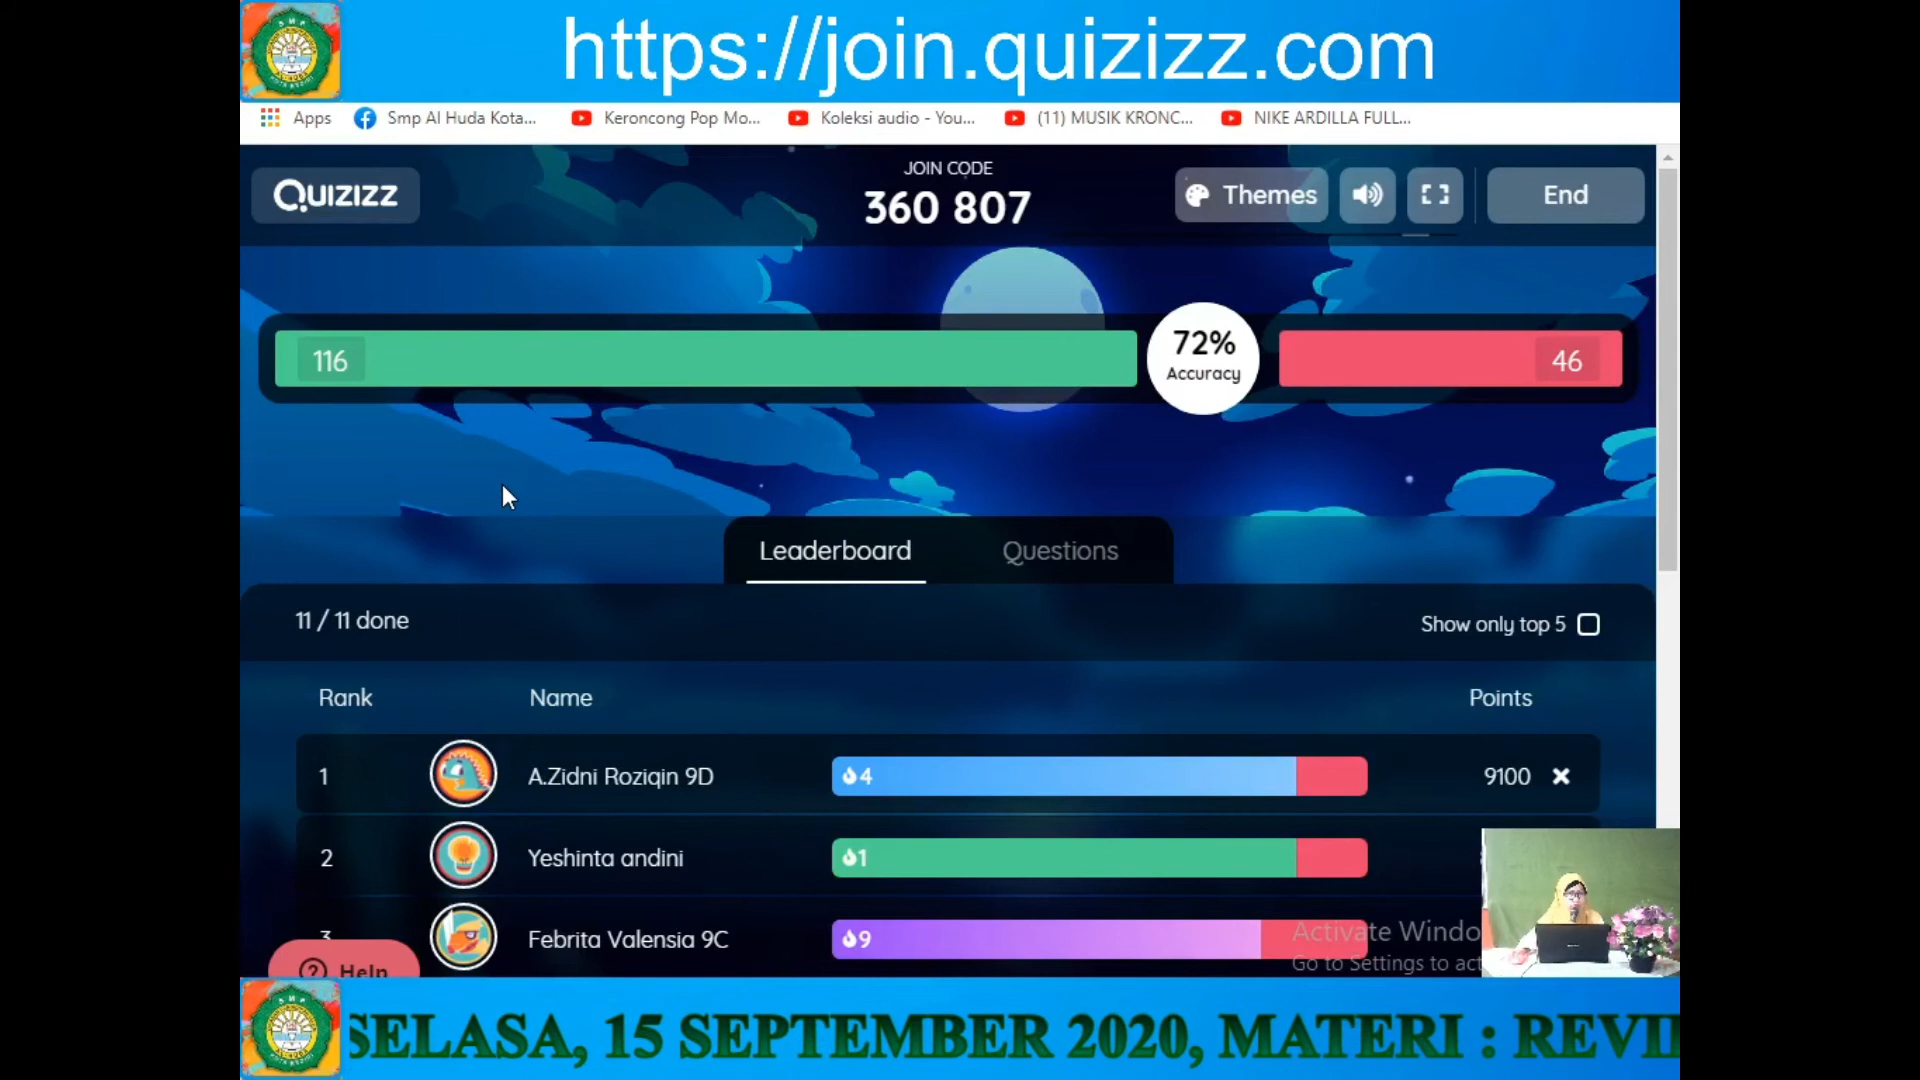 https://join.quizizz.com
Apps Smp Al Huda Kota... Keroncong Pop Mo... Koleksi audio - You... (11) MUSIK KRONC... NIKE ARDILLA FULL...
QUIZIZZ
JOIN CODE
360 807
Themes
End
116
72%
Accuracy
46
Leaderboard Questions
11 / 11 done
Show only top 5
Rank Name Points
1 A.Zidni Roziqin 9D 4 9100
2 Yeshinta andini 1
3 Febrita Valensia 9C 9
Activate Windo
Go to Settings to act
Help
SELASA, 15 SEPTEMBER 2020, MATERI : REVI